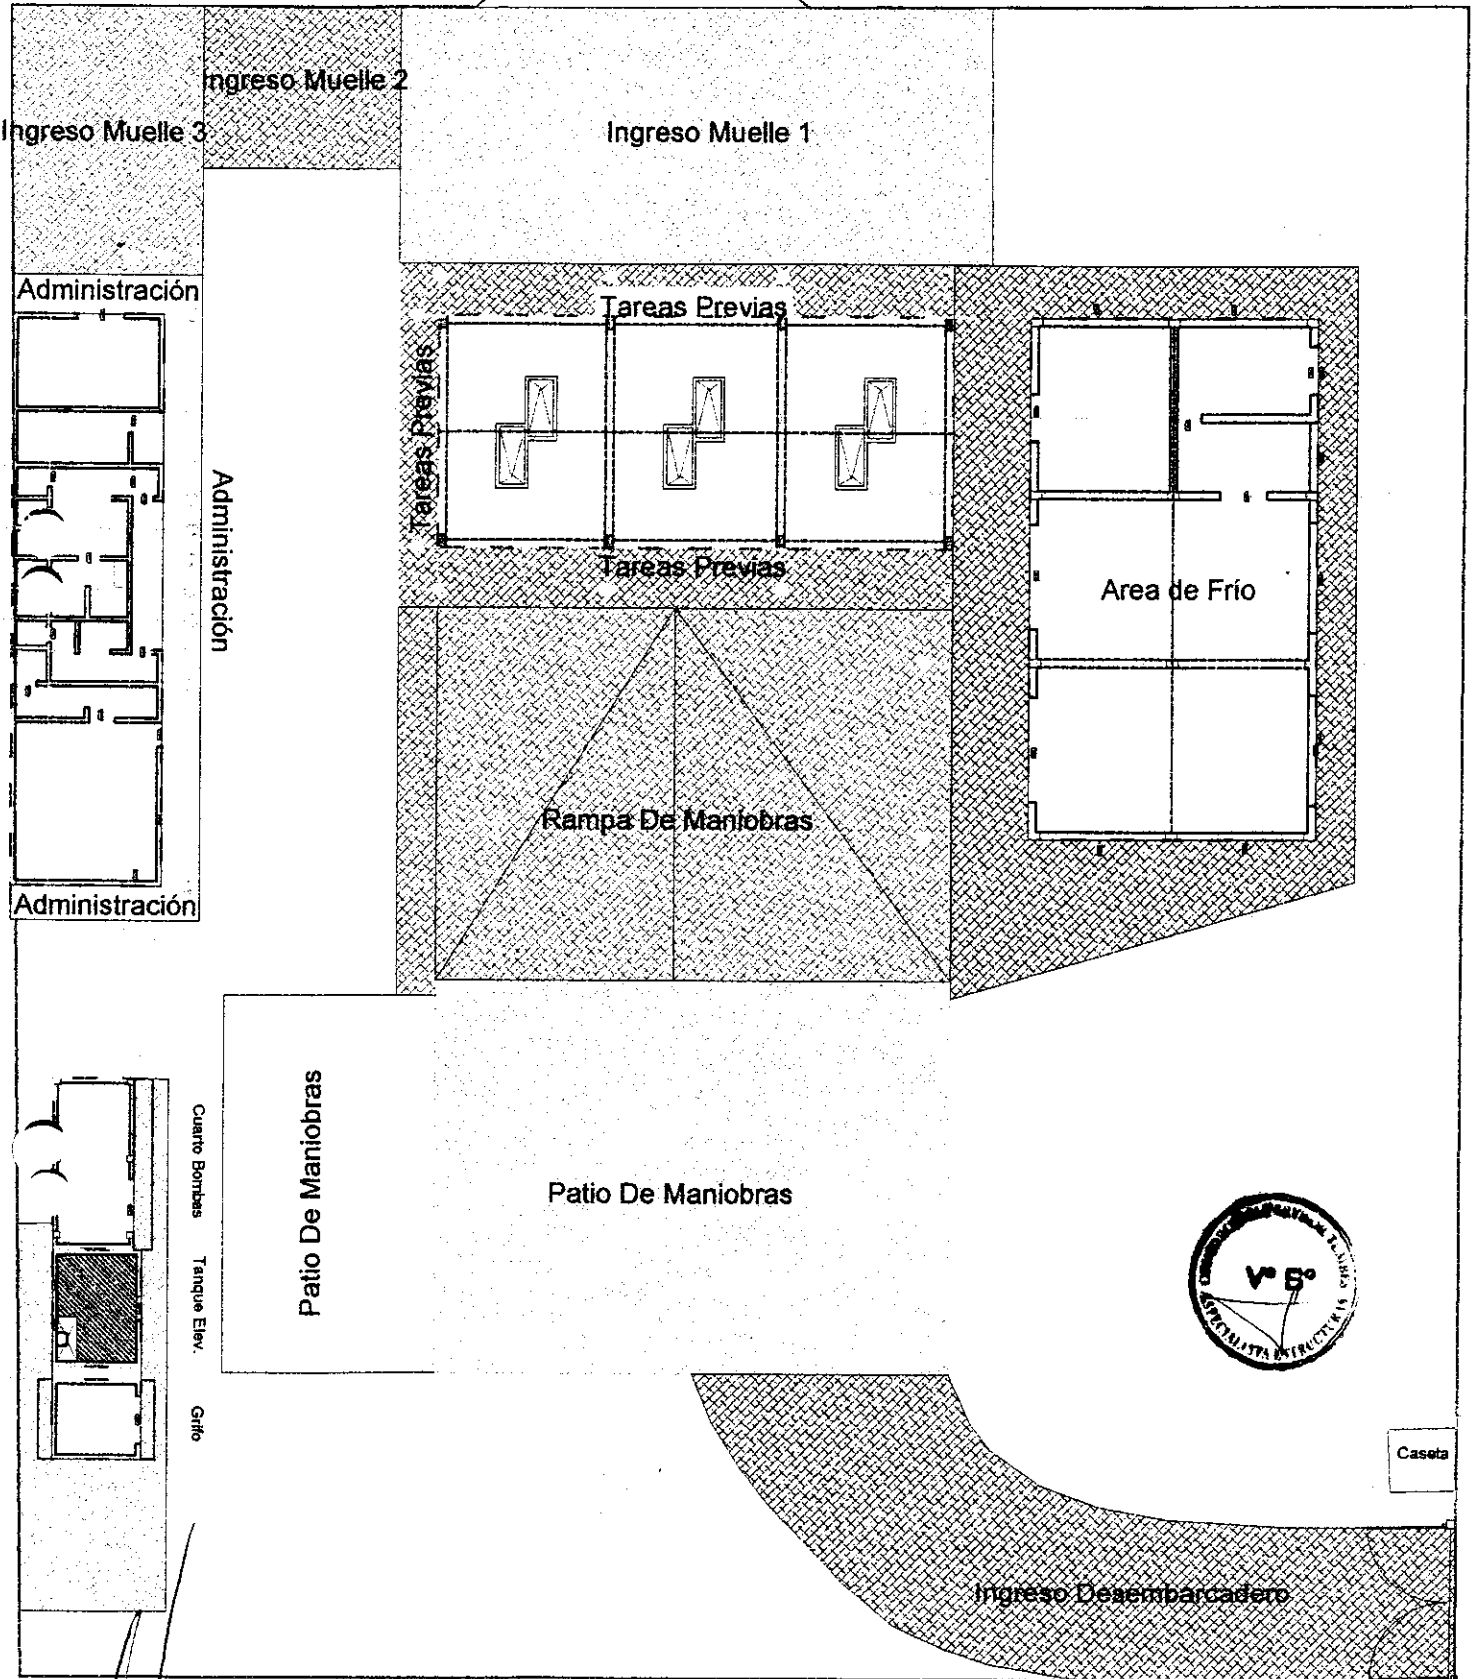 Ingreso Muelle 2
Ingreso Muelle 3
Ingreso Muelle 1
Administración
Tareas Previas
Tareas Previas
Administración
Tareas Previas
Area de Frío
Rampa De Maniobras
Administración
Patio De Maniobras
Patio De Maniobras
Cuarto Bombas
Tanque Elev.
Grifo
V° B°
ESPECIALISTA ESTRUCTURAS
Caseta
Ingreso Desembarcadero